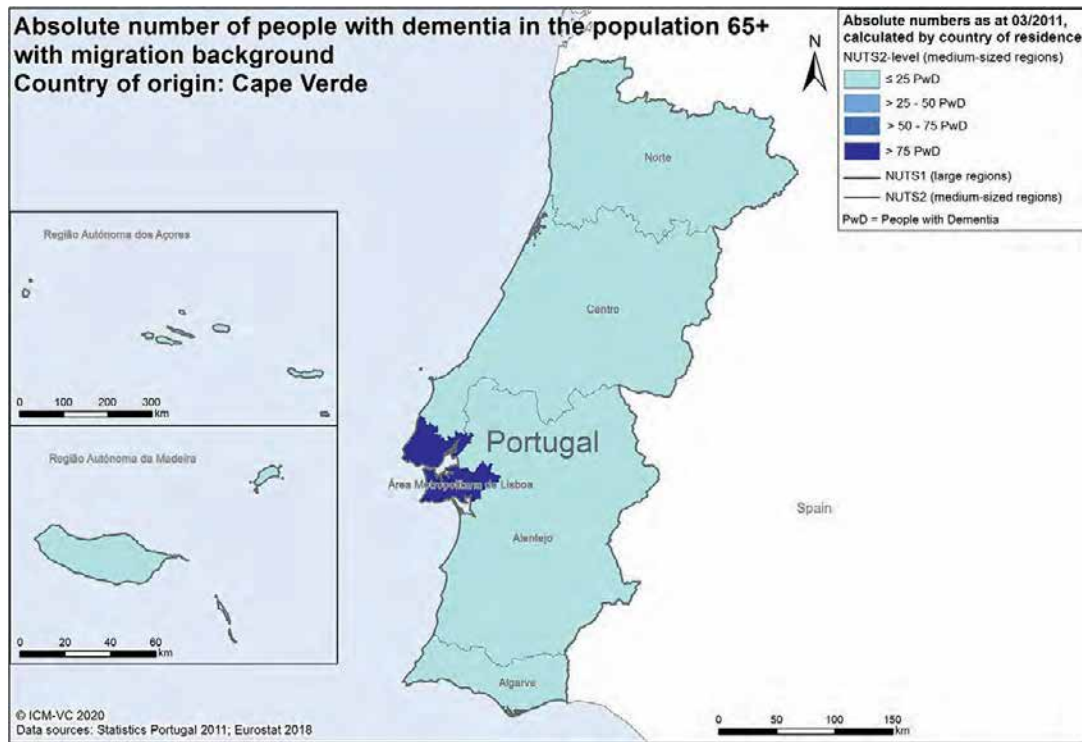 Absolute number of people with dementia in the population 65+
with migration background
Country of origin: Cape Verde
N
Absolute numbers as at 03/2011,
calculated by country of residence
NUTS2-level (medium-sized regions)
≤ 25 PwD
> 25 - 50 PwD
> 50 - 75 PwD
> 75 PwD
NUTS1 (large regions)
NUTS2 (medium-sized regions)
PwD = People with Dementia
Norte
Região Autónoma dos Açores
Centro
0 100 200 300
km
Portugal
Região Autónoma da Madeira
Área Metropolitana de Lisboa
Spain
Alentejo
0 20 40 60
km
Algarve
© ICM-VC 2020
Data sources: Statistics Portugal 2011; Eurostat 2018
0 50 100 150
km